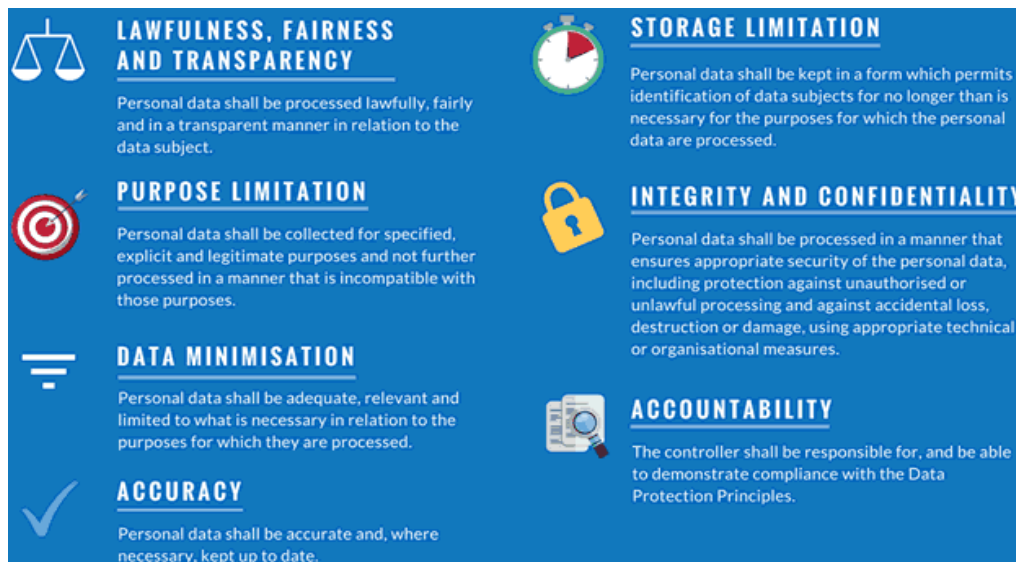 LAWFULNESS, FAIRNESS
AND TRANSPARENCY
Personal data shall be processed lawfully, fairly
and in a transparent manner in relation to the
data subject.
PURPOSE LIMITATION
Personal data shall be collected for specified,
explicit and legitimate purposes and not further
processed in a manner that is incompatible with
those purposes.
DATA MINIMISATION
Personal data shall be adequate, relevant and
limited to what is necessary in relation to the
purposes for which they are processed.
ACCURACY
Personal data shall be accurate and, where
necessary, kept up to date.
STORAGE LIMITATION
Personal data shall be kept in a form which permits
identification of data subjects for no longer than is
necessary for the purposes for which the personal
data are processed.
INTEGRITY AND CONFIDENTIALITY
Personal data shall be processed in a manner that
ensures appropriate security of the personal data,
including protection against unauthorised or
unlawful processing and against accidental loss,
destruction or damage, using appropriate technical
or organisational measures.
ACCOUNTABILITY
The controller shall be responsible for, and be able
to demonstrate compliance with the Data
Protection Principles.